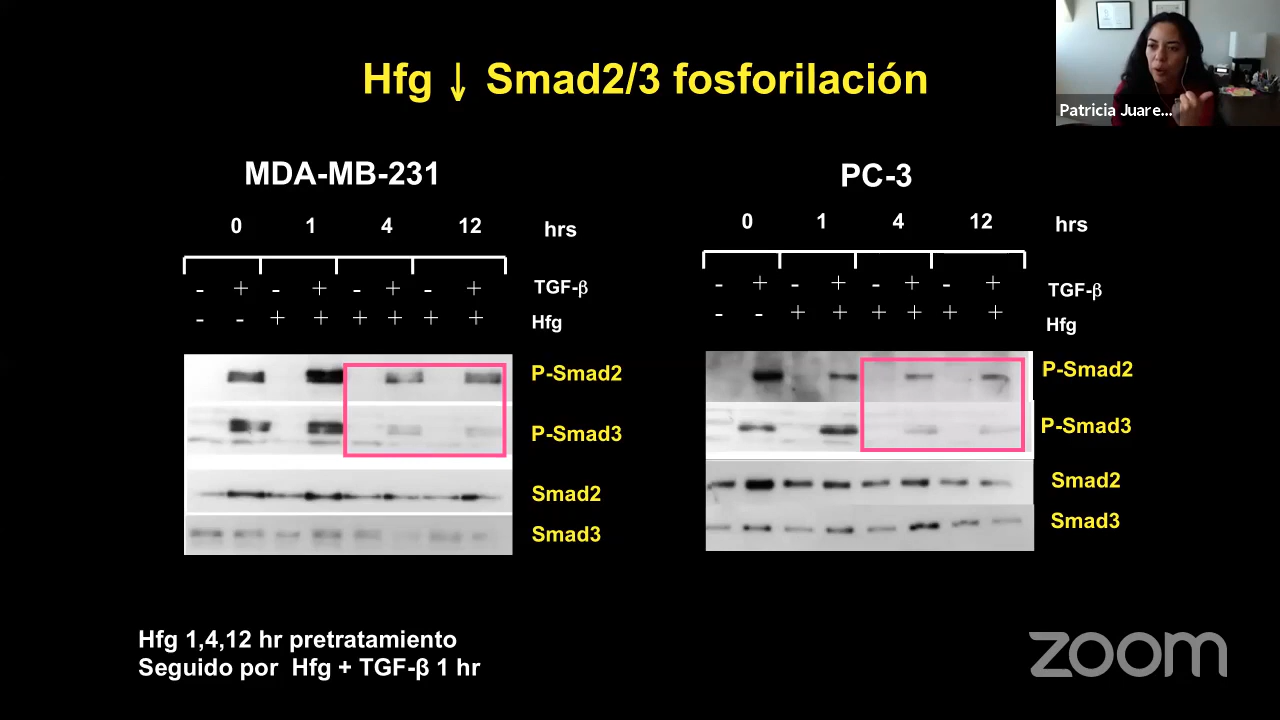 Hfg ↓ Smad2/3 fosforilación
Patricia Juare...
MDA-MB-231
0 1 4 12 hrs
- + - + - + - + TGF-β
- - + + + + + + Hfg
P-Smad2
P-Smad3
Smad2
Smad3
PC-3
0 1 4 12 hrs
- + - + - + - + TGF-β
- - + + + + + + Hfg
P-Smad2
P-Smad3
Smad2
Smad3
Hfg 1,4,12 hr pretratamiento
Seguido por Hfg + TGF-β 1 hr
zoom